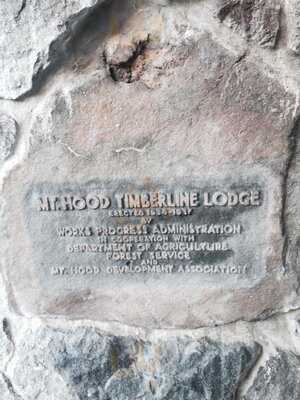 MT. HOOD TIMBERLINE LODGE
ERECTED 1936-1937
BY
WORKS PROGRESS ADMINISTRATION
IN COOPERATION WITH
DEPARTMENT OF AGRICULTURE
FOREST SERVICE
AND
MT. HOOD DEVELOPMENT ASSOCIATION